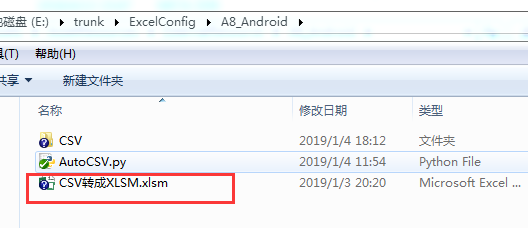 磁盘 (E:) ▸ trunk ▸ ExcelConfig ▸ A8_Android ▸
(T) 帮助(H)
共享 ▾ 新建文件夹
名称 修改日期 类型
CSV 2019/1/4 18:12 文件夹
AutoCSV.py 2019/1/4 11:54 Python File
CSV转成XLSM.xlsm 2019/1/3 20:20 Microsoft Excel ...